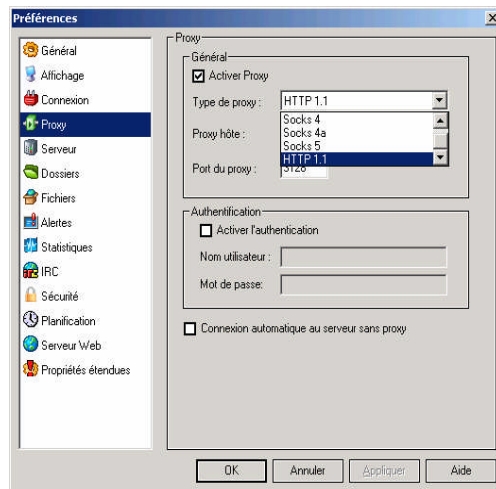 Préférences
Général
Affichage
Connexion
Proxy
Serveur
Dossiers
Fichiers
Alertes
Statistiques
IRC
Sécurité
Planification
Serveur Web
Propriétés étendues
Proxy
Général
Activer Proxy
Type de proxy : HTTP 1.1
Socks 4
Socks 4a
Proxy hôte : Socks 5
HTTP 1.1
Port du proxy : 3128
Authentification
Activer l'authentication
Nom utilisateur :
Mot de passe:
Connexion automatique au serveur sans proxy
OK Annuler Appliquer Aide